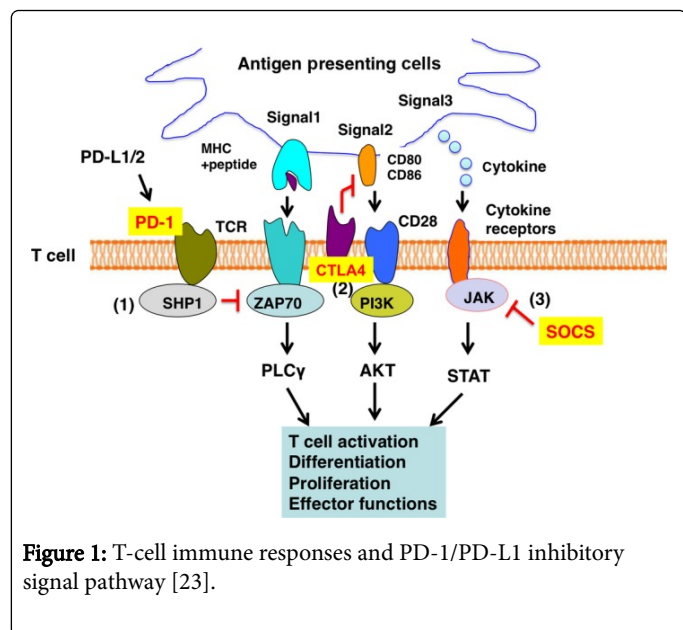 Antigen presenting cells
Signal3
Signal1
Signal2
MHC
+peptide
CD80
CD86
Cytokine
PD-L1/2
PD-1
TCR
CD28
Cytokine
receptors
T cell
CTLA4
(1)
SHP1
ZAP70
(2)
PI3K
JAK
(3)
SOCS
PLCγ
AKT
STAT
T cell activation
Differentiation
Proliferation
Effector functions
Figure 1: T-cell immune responses and PD-1/PD-L1 inhibitory
signal pathway [23].